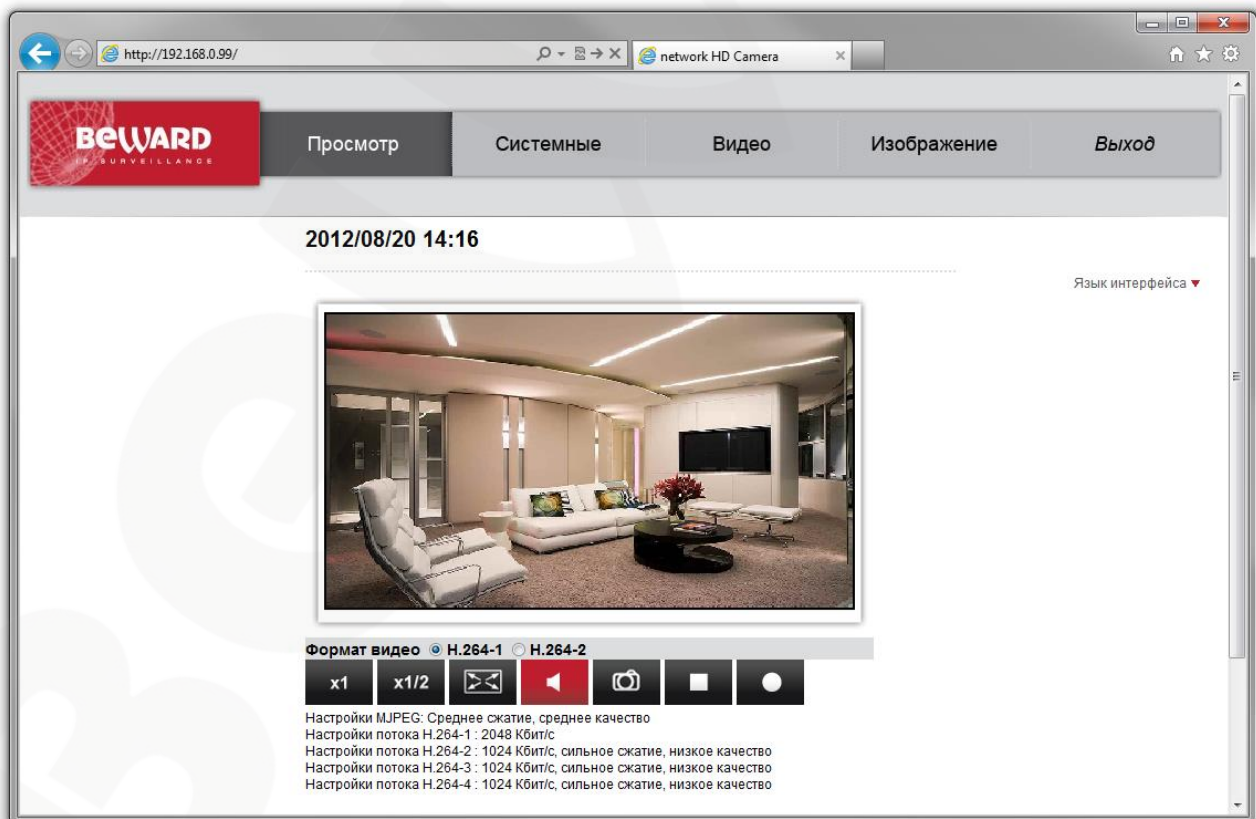 http://192.168.0.99/
network HD Camera
BEWARD
IP SURVEILLANCE
Просмотр
Системные
Видео
Изображение
Выход
2012/08/20 14:16
Язык интерфейса
Формат видео H.264-1 H.264-2
x1
x1/2
Настройки MJPEG: Среднее сжатие, среднее качество
Настройки потока H.264-1 : 2048 Кбит/с
Настройки потока H.264-2 : 1024 Кбит/с, сильное сжатие, низкое качество
Настройки потока H.264-3 : 1024 Кбит/с, сильное сжатие, низкое качество
Настройки потока H.264-4 : 1024 Кбит/с, сильное сжатие, низкое качество